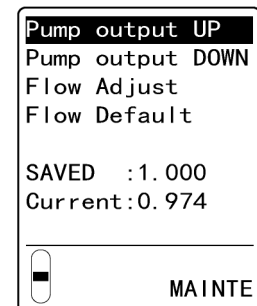 Pump output UP
Pump output DOWN
Flow Adjust
Flow Default
SAVED :1.000
Current:0.974
MAINTE